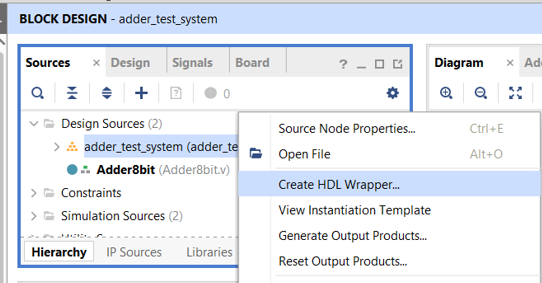 BLOCK DESIGN - adder_test_system
Sources Design Signals Board ? Diagram Ad
0
Design Sources (2)
adder_test_system (adder_te
Adder8bit (Adder8bit.v)
Constraints
Simulation Sources (2)
Hierarchy IP Sources Libraries
Source Node Properties... Ctrl+E
Open File Alt+O
Create HDL Wrapper...
View Instantiation Template
Generate Output Products...
Reset Output Products...